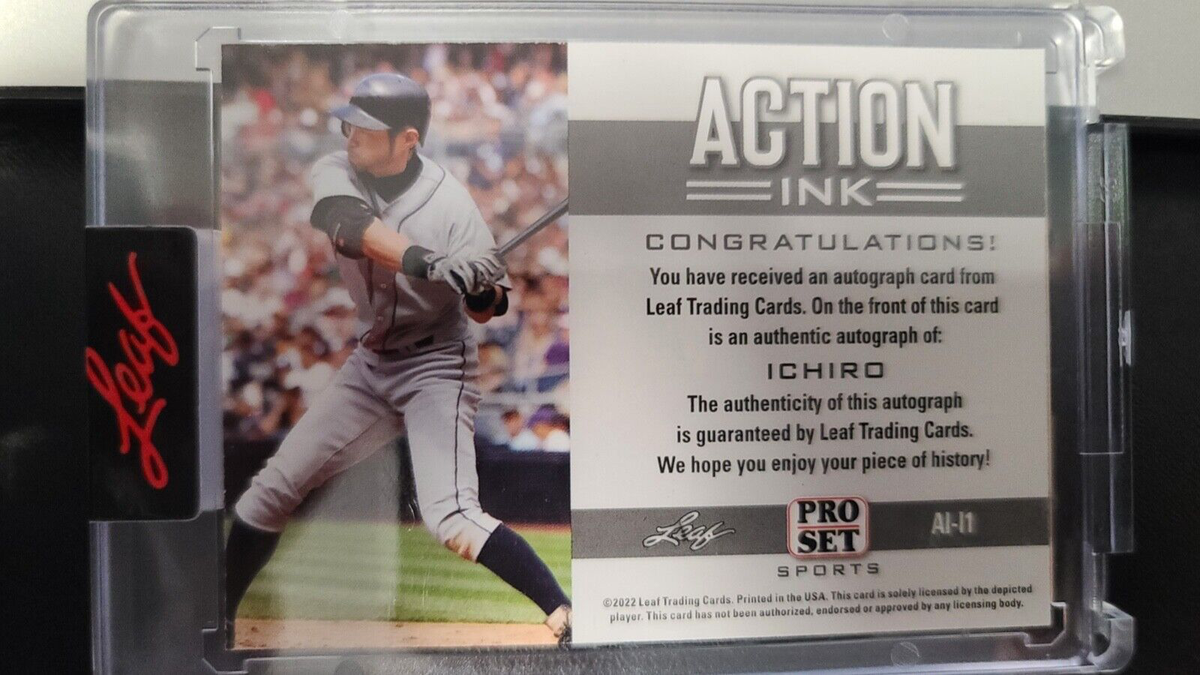 Leaf
ACTION
INK
CONGRATULATIONS!
You have received an autograph card from
Leaf Trading Cards. On the front of this card
is an authentic autograph of:
ICHIRO
The authenticity of this autograph
is guaranteed by Leaf Trading Cards.
We hope you enjoy your piece of history!
Leaf
PRO
SET
SPORTS
AI-I1
©2022 Leaf Trading Cards. Printed in the USA. This card is solely licensed by the depicted
player. This card has not been authorized, endorsed or approved by any licensing body.